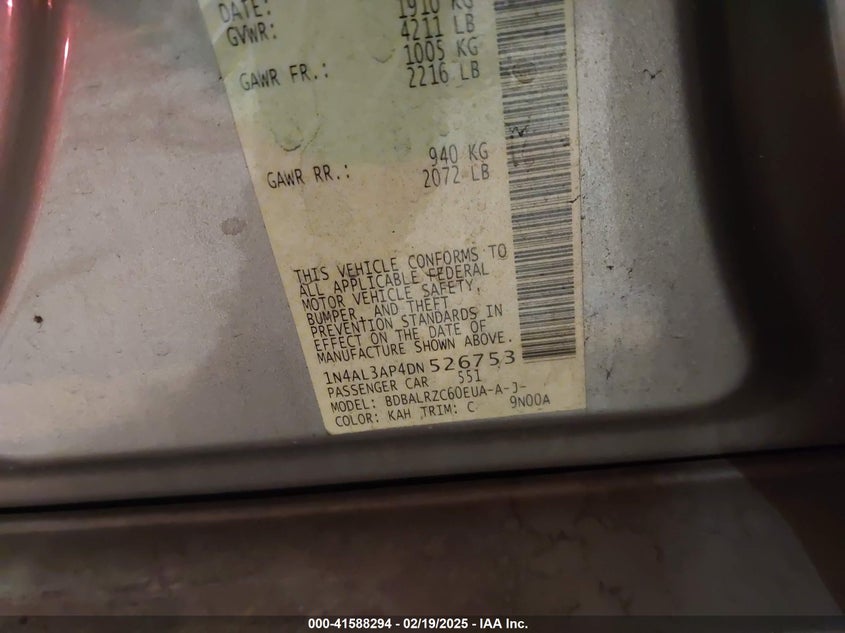 DATE: 1910 KG
GVWR: 4211 LB
1005 KG
GAWR FR.: 2216 LB
940 KG
GAWR RR.: 2072 LB
THIS VEHICLE CONFORMS TO
ALL APPLICABLE FEDERAL
MOTOR VEHICLE SAFETY,
BUMPER, AND THEFT
PREVENTION STANDARDS IN
EFFECT ON THE DATE OF
MANUFACTURE SHOWN ABOVE.
1N4AL3AP4DN526753
PASSENGER CAR 551
MODEL: BDBALRZC60EUA-A-J-
COLOR: KAH TRIM: C 9N00A
000-41588294 - 02/19/2025 - IAA Inc.